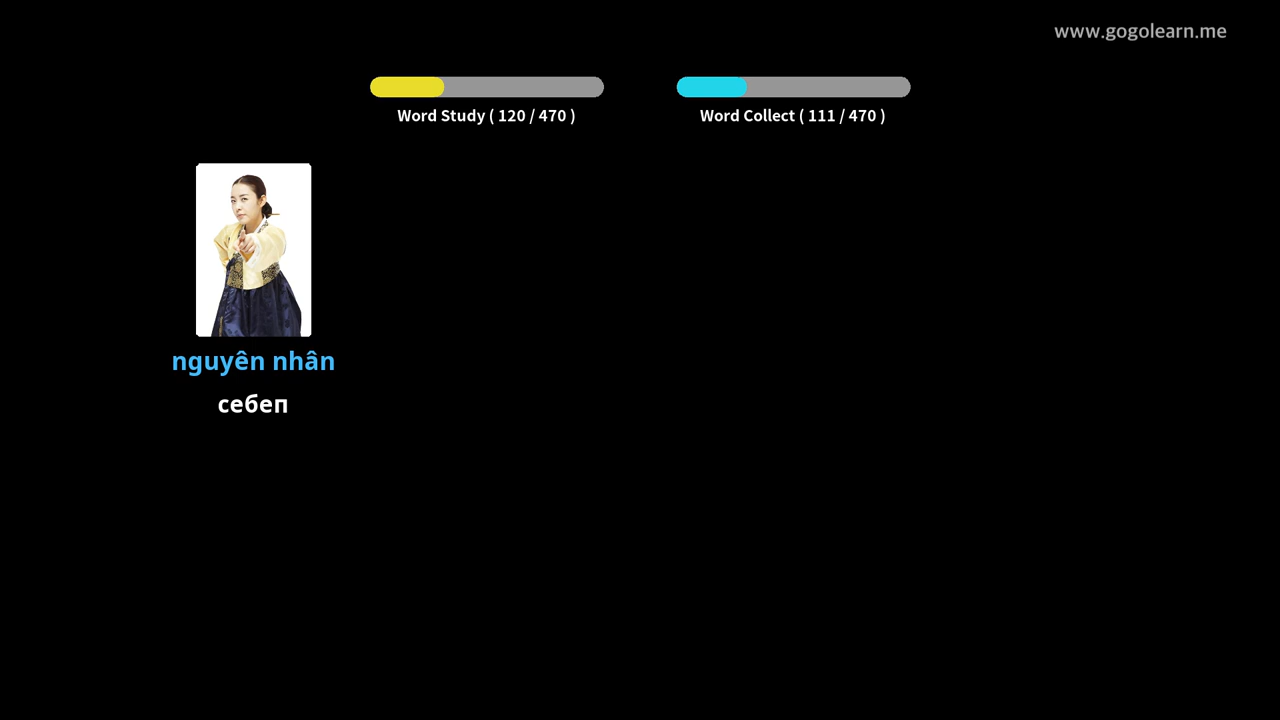 www.gogolearn.me
Word Study ( 120 / 470 )
Word Collect ( 111 / 470 )
nguyên nhân
себеп